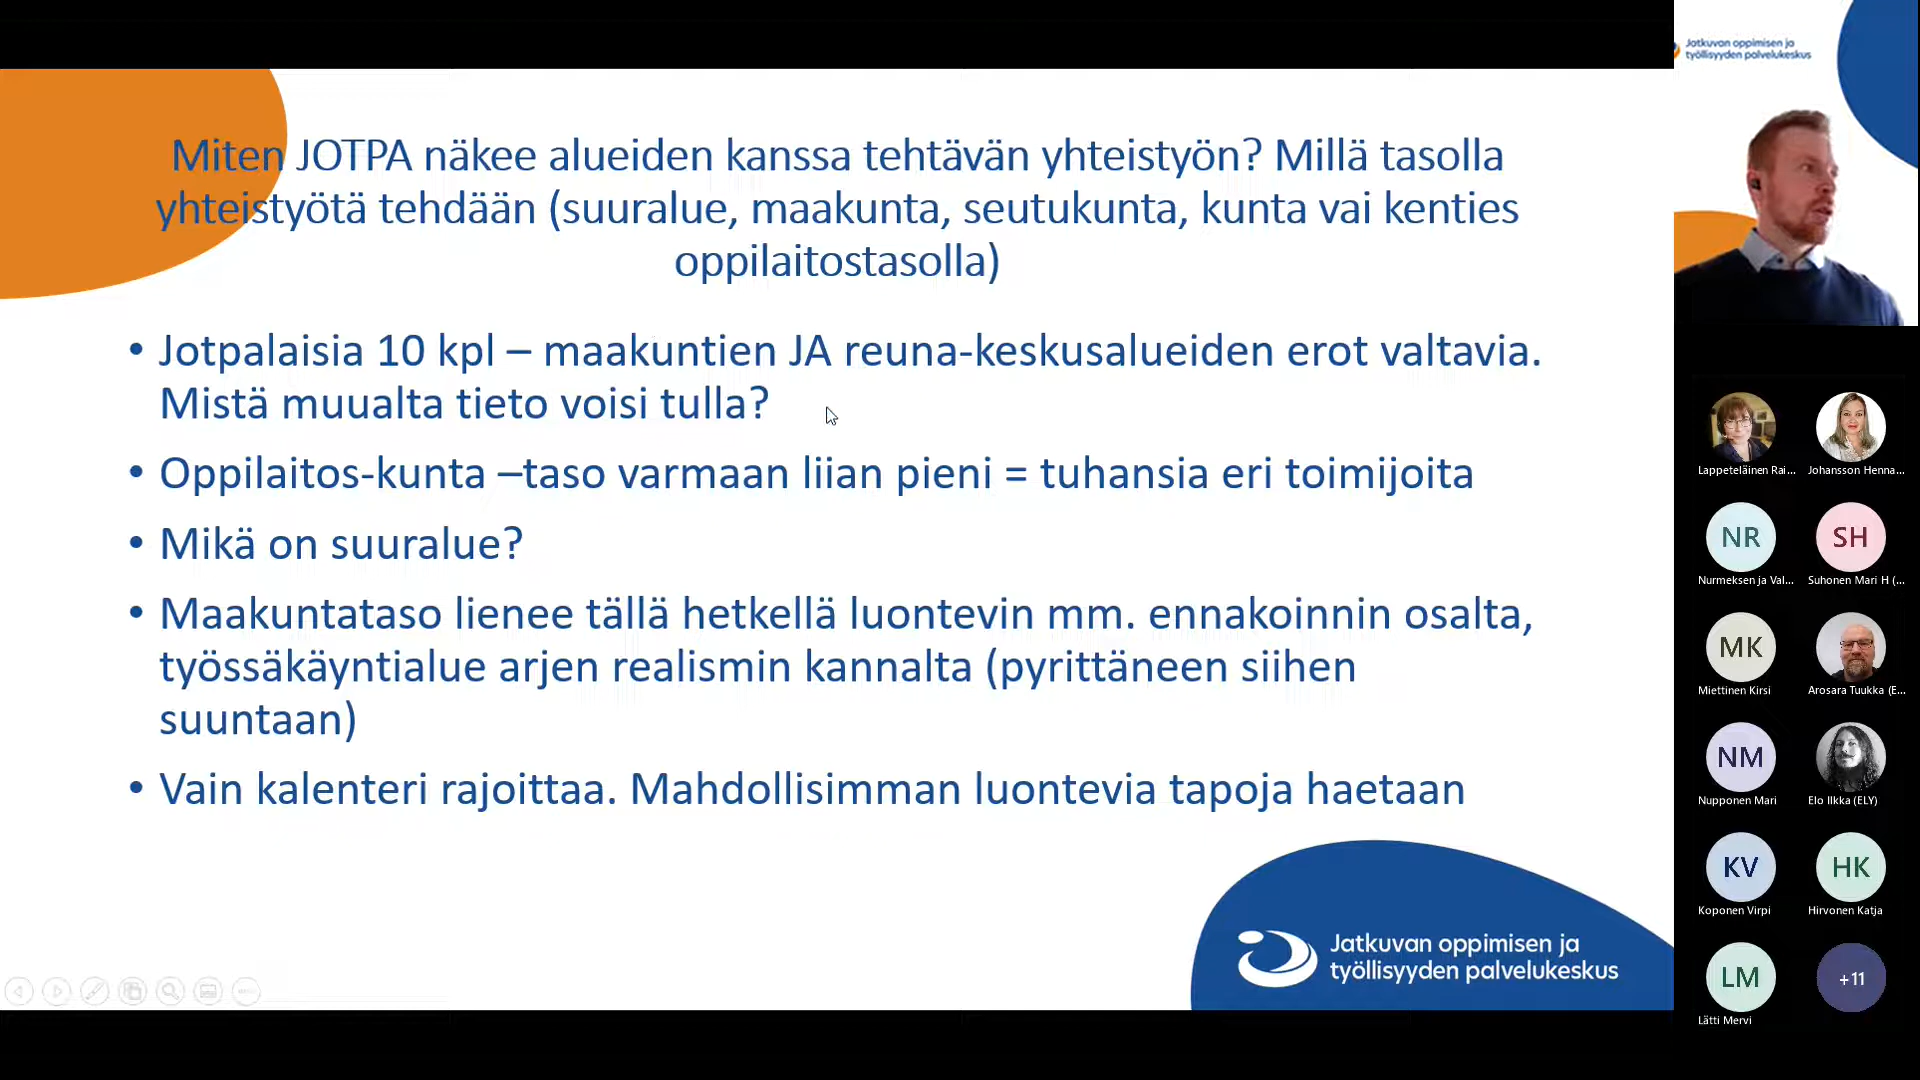 Miten JOTPA näkee alueiden kanssa tehtävän yhteistyön? Millä tasolla
yhteistyötä tehdään (suuralue, maakunta, seutukunta, kunta vai kenties
oppilaitostasolla)
• Jotpalaisia 10 kpl – maakuntien JA reuna-keskusalueiden erot valtavia.
Mistä muualta tieto voisi tulla?
• Oppilaitos-kunta –taso varmaan liian pieni = tuhansia eri toimijoita
• Mikä on suuralue?
• Maakuntataso lienee tällä hetkellä luontevin mm. ennakoinnin osalta,
työssäkäyntialue arjen realismin kannalta (pyrittäneen siihen
suuntaan)
• Vain kalenteri rajoittaa. Mahdollisimman luontevia tapoja haetaan
Jatkuvan oppimisen ja
työllisyyden palvelukeskus
Jatkuvan oppimisen ja
työllisyyden palvelukeskus
Lappeteläinen Rai...
Johansson Henna...
NR
SH
Nurmeksen ja Val...
Suhonen Mari H (...
MK
Miettinen Kirsi
Arosara Tuukka (E...
NM
Nupponen Mari
Elo Ilkka (ELY)
KV
HK
Koponen Virpi
Hirvonen Katja
LM
+11
Lätti Mervi